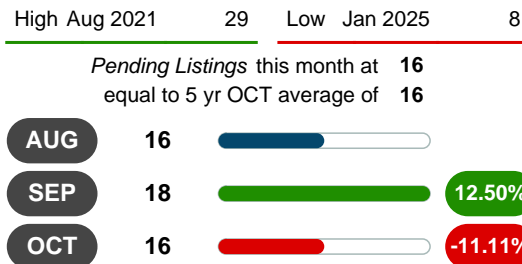 High Aug 2021 29 Low Jan 2025 8
Pending Listings this month at 16
equal to 5 yr OCT average of 16
AUG 16
SEP 18 12.50%
OCT 16 -11.11%